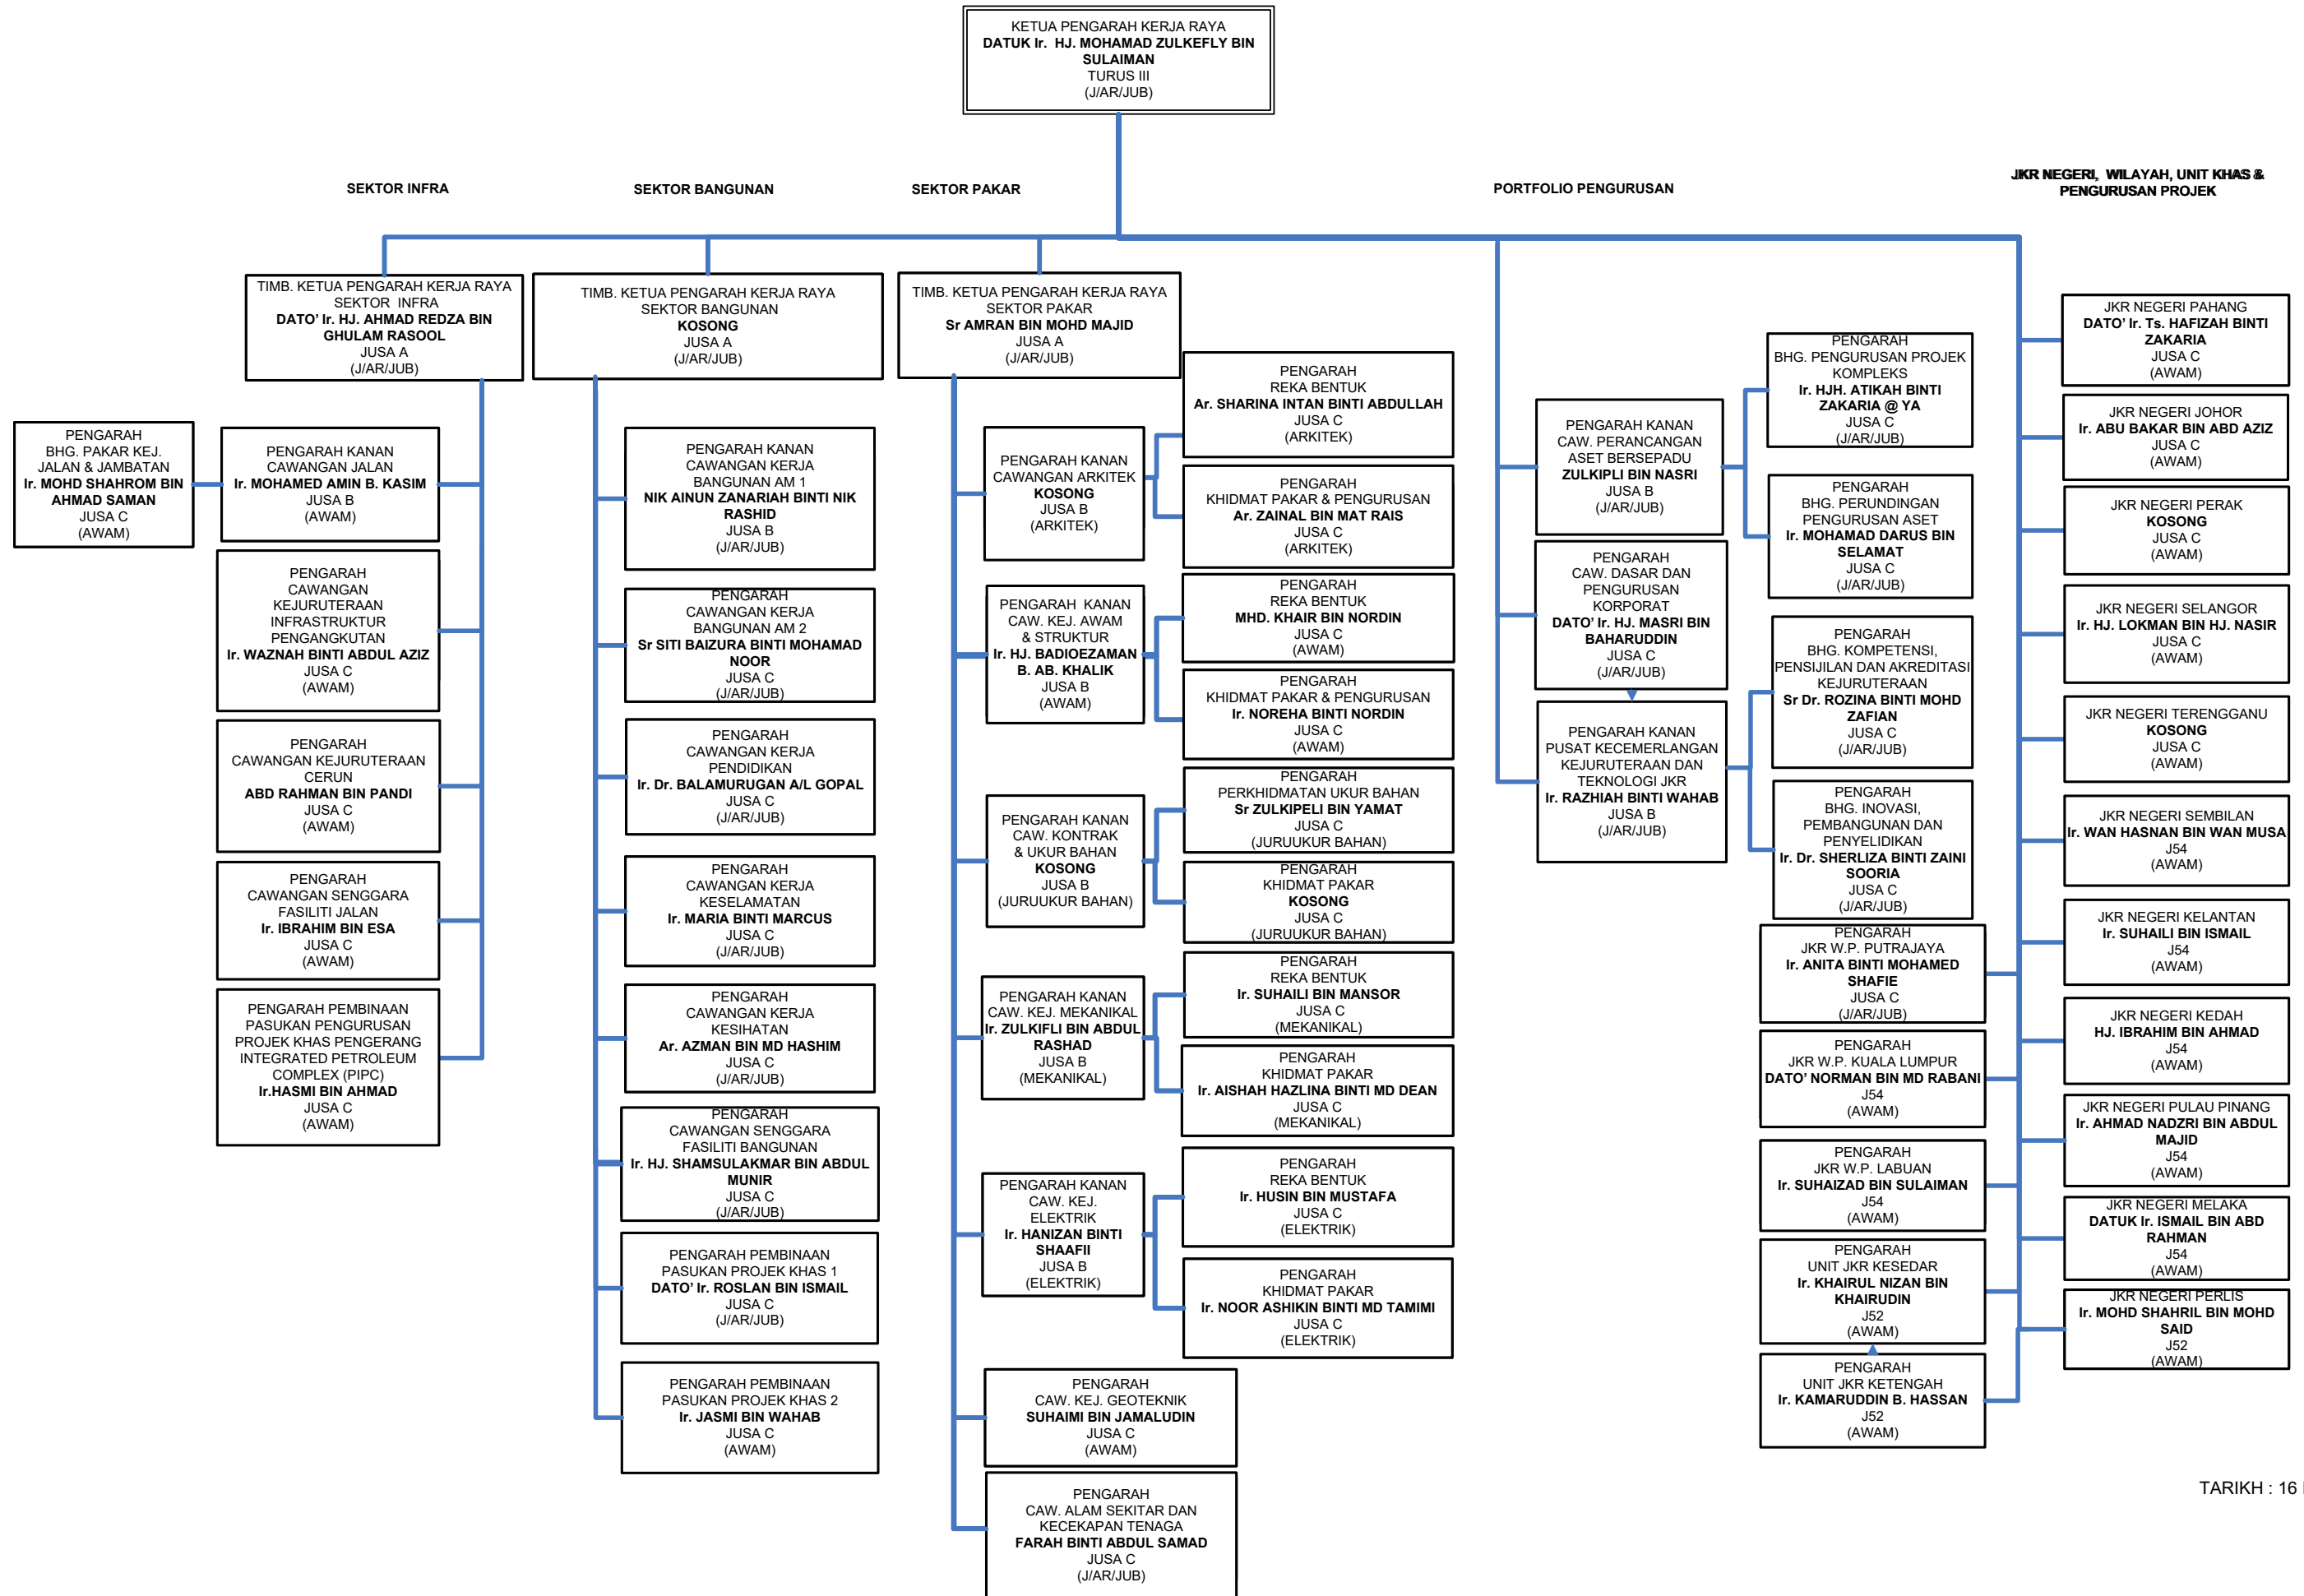 KETUA PENGARAH KERJA RAYA
DATUK Ir. HJ. MOHAMAD ZULKEFLY BIN
SULAIMAN
TURUS III
(J/AR/JUB)
SEKTOR INFRA
SEKTOR BANGUNAN
SEKTOR PAKAR
PORTFOLIO PENGURUSAN
JKR NEGERI, WILAYAH, UNIT KHAS &
PENGURUSAN PROJEK
TIMB. KETUA PENGARAH KERJA RAYA
SEKTOR INFRA
DATO' Ir. HJ. AHMAD REDZA BIN
GHULAM RASOOL
JUSA A
(J/AR/JUB)
PENGARAH
BHG. PAKAR KEJ.
JALAN & JAMBATAN
Ir. MOHD SHAHROM BIN
AHMAD SAMAN
JUSA C
(AWAM)
PENGARAH KANAN
CAWANGAN JALAN
Ir. MOHAMED AMIN B. KASIM
JUSA B
(AWAM)
PENGARAH
CAWANGAN
KEJURUTERAAN
INFRASTRUKTUR
PENGANGKUTAN
Ir. WAZNAH BINTI ABDUL AZIZ
JUSA C
(AWAM)
PENGARAH
CAWANGAN KEJURUTERAAN
CERUN
ABD RAHMAN BIN PANDI
JUSA C
(AWAM)
PENGARAH
CAWANGAN SENGGARA
FASILITI JALAN
Ir. IBRAHIM BIN ESA
JUSA C
(AWAM)
PENGARAH PEMBINAAN
PASUKAN PENGURUSAN
PROJEK KHAS PENGERANG
INTEGRATED PETROLEUM
COMPLEX (PIPC)
Ir.HASMI BIN AHMAD
JUSA C
(AWAM)
TIMB. KETUA PENGARAH KERJA RAYA
SEKTOR BANGUNAN
KOSONG
JUSA A
(J/AR/JUB)
PENGARAH KANAN
CAWANGAN KERJA
BANGUNAN AM 1
NIK AINUN ZANARIAH BINTI NIK
RASHID
JUSA B
(J/AR/JUB)
PENGARAH
CAWANGAN KERJA
BANGUNAN AM 2
Sr SITI BAIZURA BINTI MOHAMAD
NOOR
JUSA C
(J/AR/JUB)
PENGARAH
CAWANGAN KERJA
PENDIDIKAN
Ir. Dr. BALAMURUGAN A/L GOPAL
JUSA C
(J/AR/JUB)
PENGARAH
CAWANGAN KERJA
KESELAMATAN
Ir. MARIA BINTI MARCUS
JUSA C
(J/AR/JUB)
PENGARAH
CAWANGAN KERJA
KESIHATAN
Ar. AZMAN BIN MD HASHIM
JUSA C
(J/AR/JUB)
PENGARAH
CAWANGAN SENGGARA
FASILITI BANGUNAN
Ir. HJ. SHAMSULAKMAR BIN ABDUL
MUNIR
JUSA C
(J/AR/JUB)
PENGARAH PEMBINAAN
PASUKAN PROJEK KHAS 1
DATO' Ir. ROSLAN BIN ISMAIL
JUSA C
(J/AR/JUB)
PENGARAH PEMBINAAN
PASUKAN PROJEK KHAS 2
Ir. JASMI BIN WAHAB
JUSA C
(AWAM)
TIMB. KETUA PENGARAH KERJA RAYA
SEKTOR PAKAR
Sr AMRAN BIN MOHD MAJID
JUSA A
(J/AR/JUB)
PENGARAH KANAN
CAWANGAN ARKITEK
KOSONG
JUSA B
(ARKITEK)
PENGARAH
REKA BENTUK
Ar. SHARINA INTAN BINTI ABDULLAH
JUSA C
(ARKITEK)
PENGARAH
KHIDMAT PAKAR & PENGURUSAN
Ar. ZAINAL BIN MAT RAIS
JUSA C
(ARKITEK)
PENGARAH KANAN
CAW. KEJ. AWAM
& STRUKTUR
Ir. HJ. BADIOEZAMAN
B. AB. KHALIK
JUSA B
(AWAM)
PENGARAH
REKA BENTUK
MHD. KHAIR BIN NORDIN
JUSA C
(AWAM)
PENGARAH
KHIDMAT PAKAR & PENGURUSAN
Ir. NOREHA BINTI NORDIN
JUSA C
(AWAM)
PENGARAH KANAN
CAW. KONTRAK
& UKUR BAHAN
KOSONG
JUSA B
(JURUUKUR BAHAN)
PENGARAH
PERKHIDMATAN UKUR BAHAN
Sr ZULKIPELI BIN YAMAT
JUSA C
(JURUUKUR BAHAN)
PENGARAH
KHIDMAT PAKAR
KOSONG
JUSA C
(JURUUKUR BAHAN)
PENGARAH KANAN
CAW. KEJ. MEKANIKAL
Ir. ZULKIFLI BIN ABDUL
RASHAD
JUSA B
(MEKANIKAL)
PENGARAH
REKA BENTUK
Ir. SUHAILI BIN MANSOR
JUSA C
(MEKANIKAL)
PENGARAH
KHIDMAT PAKAR
Ir. AISHAH HAZLINA BINTI MD DEAN
JUSA C
(MEKANIKAL)
PENGARAH KANAN
CAW. KEJ.
ELEKTRIK
Ir. HANIZAN BINTI
SHAAFII
JUSA B
(ELEKTRIK)
PENGARAH
REKA BENTUK
Ir. HUSIN BIN MUSTAFA
JUSA C
(ELEKTRIK)
PENGARAH
KHIDMAT PAKAR
Ir. NOOR ASHIKIN BINTI MD TAMIMI
JUSA C
(ELEKTRIK)
PENGARAH
CAW. KEJ. GEOTEKNIK
SUHAIMI BIN JAMALUDIN
JUSA C
(AWAM)
PENGARAH
CAW. ALAM SEKITAR DAN
KECEKAPAN TENAGA
FARAH BINTI ABDUL SAMAD
JUSA C
(J/AR/JUB)
PENGARAH KANAN
CAW. PERANCANGAN
ASET BERSEPADU
ZULKIPLI BIN NASRI
JUSA B
(J/AR/JUB)
PENGARAH
BHG. PENGURUSAN PROJEK
KOMPLEKS
Ir. HJH. ATIKAH BINTI
ZAKARIA @ YA
JUSA C
(J/AR/JUB)
PENGARAH
BHG. PERUNDINGAN
PENGURUSAN ASET
Ir. MOHAMAD DARUS BIN
SELAMAT
JUSA C
(J/AR/JUB)
PENGARAH
CAW. DASAR DAN
PENGURUSAN
KORPORAT
DATO' Ir. HJ. MASRI BIN
BAHARUDDIN
JUSA C
(J/AR/JUB)
PENGARAH KANAN
PUSAT KECEMERLANGAN
KEJURUTERAAN DAN
TEKNOLOGI JKR
Ir. RAZHIAH BINTI WAHAB
JUSA B
(J/AR/JUB)
PENGARAH
BHG. KOMPETENSI,
PENSIJILAN DAN AKREDITASI
KEJURUTERAAN
Sr Dr. ROZINA BINTI MOHD
ZAFIAN
JUSA C
(J/AR/JUB)
PENGARAH
BHG. INOVASI,
PEMBANGUNAN DAN
PENYELIDIKAN
Ir. Dr. SHERLIZA BINTI ZAINI
SOORIA
JUSA C
(J/AR/JUB)
PENGARAH
JKR W.P. PUTRAJAYA
Ir. ANITA BINTI MOHAMED
SHAFIE
JUSA C
(J/AR/JUB)
PENGARAH
JKR W.P. KUALA LUMPUR
DATO' NORMAN BIN MD RABANI
J54
(AWAM)
PENGARAH
JKR W.P. LABUAN
Ir. SUHAIZAD BIN SULAIMAN
J54
(AWAM)
PENGARAH
UNIT JKR KESEDAR
Ir. KHAIRUL NIZAN BIN
KHAIRUDIN
J52
(AWAM)
PENGARAH
UNIT JKR KETENGAH
Ir. KAMARUDDIN B. HASSAN
J52
(AWAM)
JKR NEGERI PAHANG
DATO' Ir. Ts. HAFIZAH BINTI
ZAKARIA
JUSA C
(AWAM)
JKR NEGERI JOHOR
Ir. ABU BAKAR BIN ABD AZIZ
JUSA C
(AWAM)
JKR NEGERI PERAK
KOSONG
JUSA C
(AWAM)
JKR NEGERI SELANGOR
Ir. HJ. LOKMAN BIN HJ. NASIR
JUSA C
(AWAM)
JKR NEGERI TERENGGANU
KOSONG
JUSA C
(AWAM)
JKR NEGERI SEMBILAN
Ir. WAN HASNAN BIN WAN MUSA
J54
(AWAM)
JKR NEGERI KELANTAN
Ir. SUHAILI BIN ISMAIL
J54
(AWAM)
JKR NEGERI KEDAH
HJ. IBRAHIM BIN AHMAD
J54
(AWAM)
JKR NEGERI PULAU PINANG
Ir. AHMAD NADZRI BIN ABDUL
MAJID
J54
(AWAM)
JKR NEGERI MELAKA
DATUK Ir. ISMAIL BIN ABD
RAHMAN
J54
(AWAM)
JKR NEGERI PERLIS
Ir. MOHD SHAHRIL BIN MOHD
SAID
J52
(AWAM)
TARIKH : 16